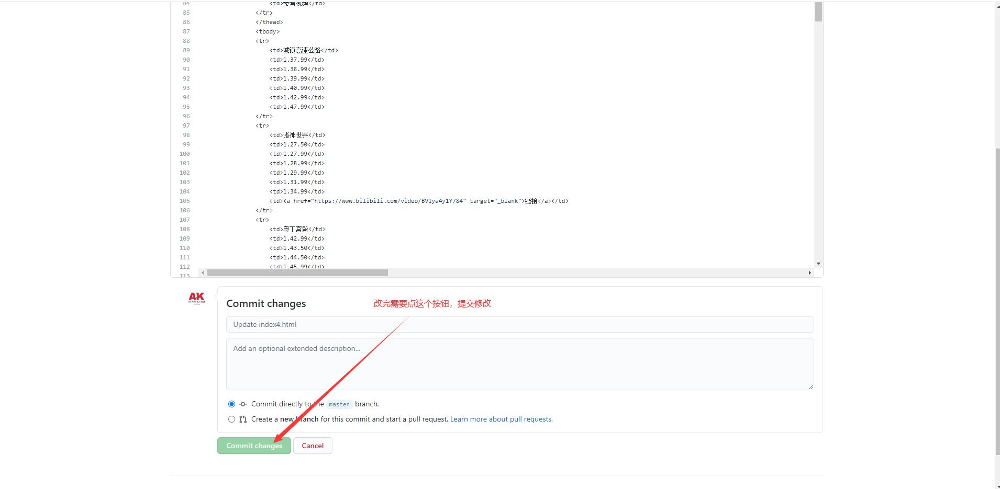 84 <td>参考视频</td>
85 </tr>
86 </thead>
87 <tbody>
88 <tr>
89 <td>城镇高速公路</td>
90 <td>1.37.99</td>
91 <td>1.38.99</td>
92 <td>1.39.99</td>
93 <td>1.40.99</td>
94 <td>1.42.99</td>
95 <td>1.47.99</td>
96 </tr>
97 <tr>
98 <td>诸神世界</td>
99 <td>1.27.50</td>
100 <td>1.27.99</td>
101 <td>1.28.99</td>
102 <td>1.29.99</td>
103 <td>1.31.99</td>
104 <td>1.34.99</td>
105 <td><a href="https://www.bilibili.com/video/BV1ya4y1Y784" target="_blank">链接</a></td>
106 </tr>
107 <tr>
108 <td>奥丁宫殿</td>
109 <td>1.42.99</td>
110 <td>1.43.50</td>
111 <td>1.44.50</td>
112 <td>1.45.99</td>
113
AK
Commit changes
改完需要点这个按钮，提交修改
Update index4.html
Add an optional extended description...
Commit directly to the master branch.
Create a new branch for this commit and start a pull request. Learn more about pull requests.
Commit changes Cancel